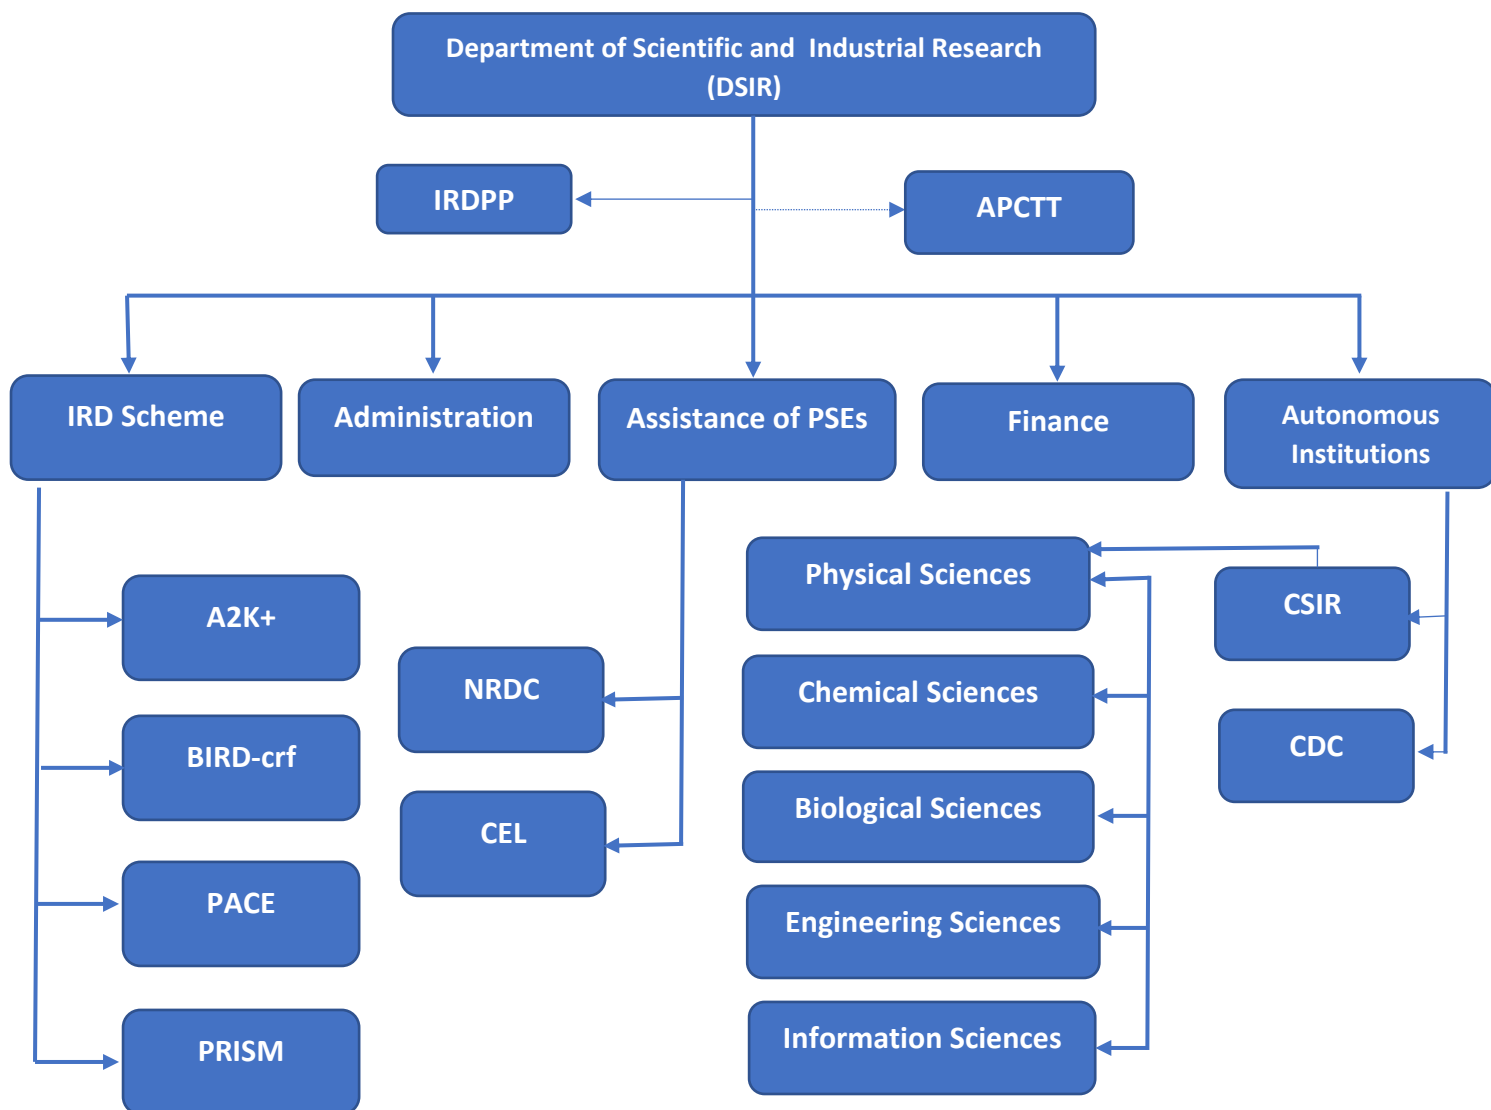 Department of Scientific and Industrial Research
(DSIR)
IRDPP
APCTT
IRD Scheme
Administration
Assistance of PSEs
Finance
Autonomous
Institutions
A2K+
BIRD-crf
PACE
PRISM
NRDC
CEL
Physical Sciences
Chemical Sciences
Biological Sciences
Engineering Sciences
Information Sciences
CSIR
CDC